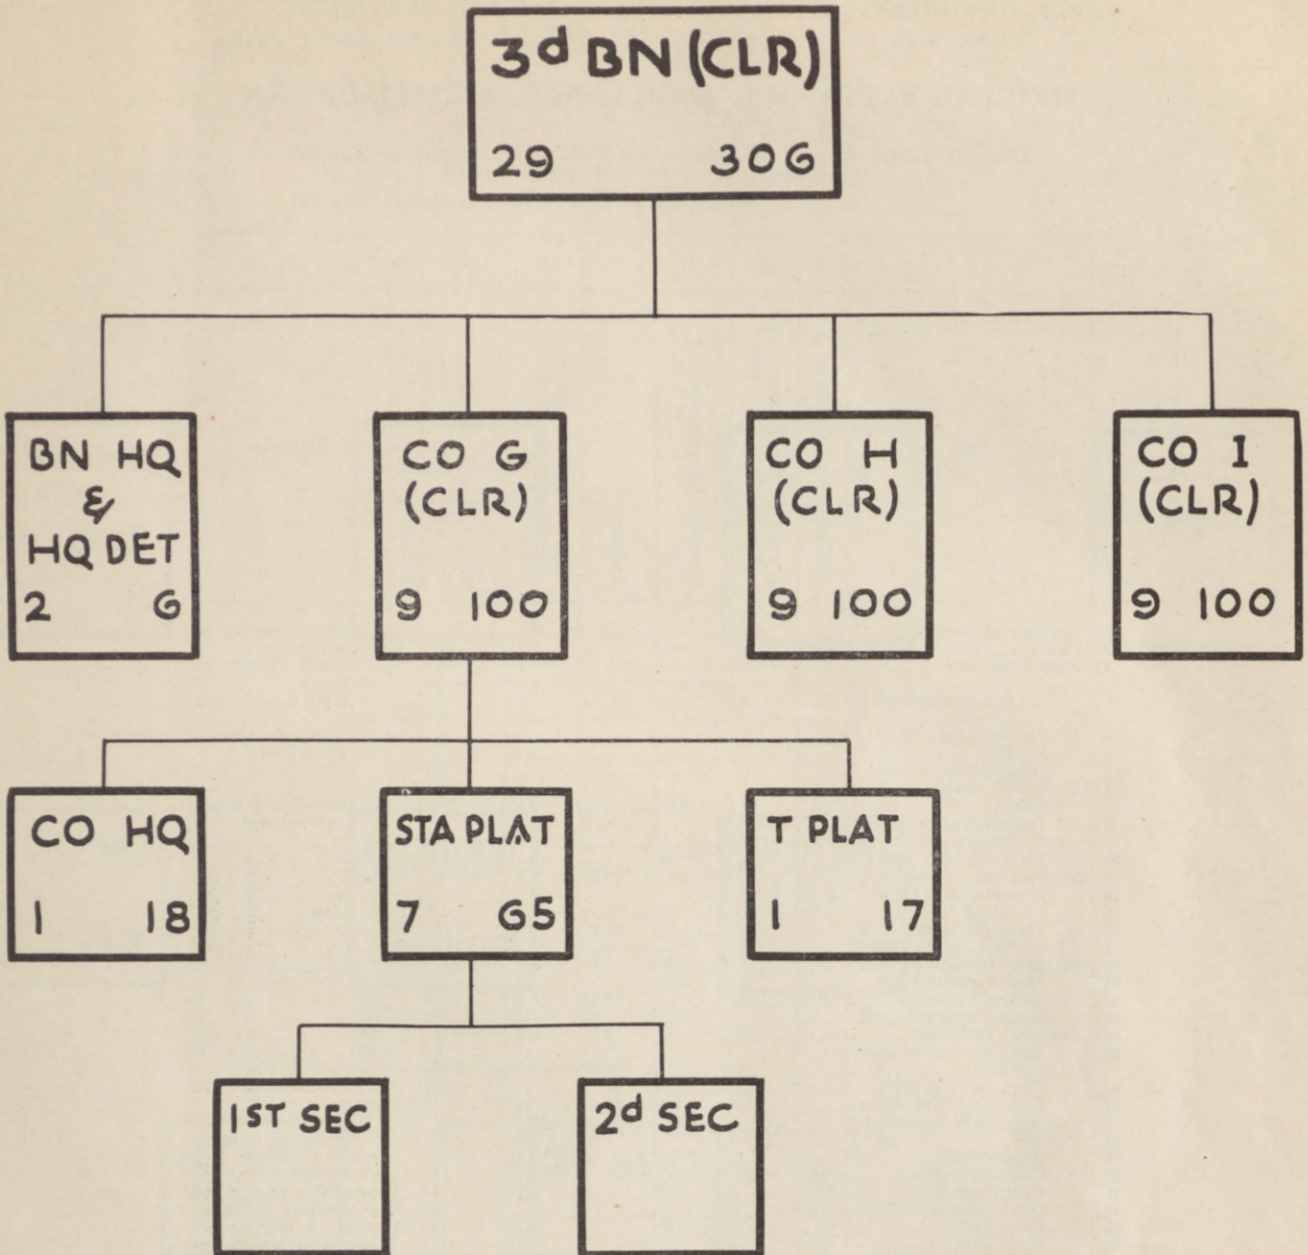 3d BN (CLR)
29 306
BN HQ
&
HQ DET
2 6
CO G
(CLR)
9 100
CO H
(CLR)
9 100
CO I
(CLR)
9 100
CO HQ
1 18
STA PLAT
7 65
T PLAT
1 17
1ST SEC
2d SEC